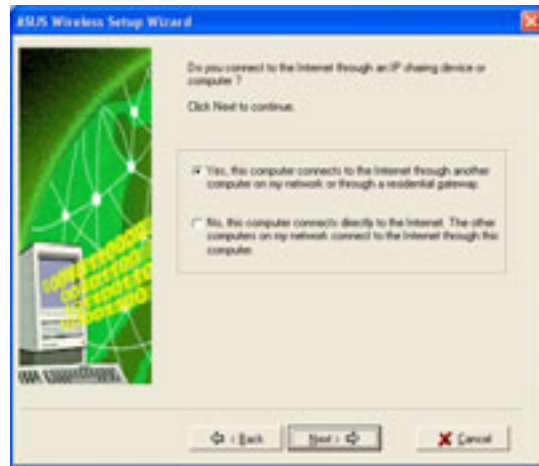 ASUS Wireless Setup Wizard
Do you connect to the Internet through an IP sharing device or
computer ?
Click Next to continue.
Yes, this computer connects to the Internet through another
computer on my network or through a residential gateway.
No, this computer connects directly to the Internet. The other
computers on my network connect to the Internet through this
computer.
< Back
Next >
Cancel